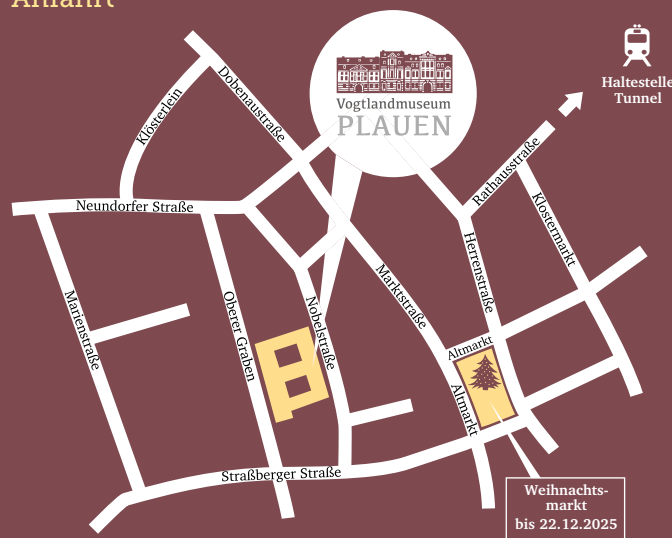 Anfahrt
Vogtlandmuseum
PLAUEN
Haltestelle
Tunnel
Klösterlein
Dobenaustraße
Rathausstraße
Neundorfer Straße
Klostermarkt
Herrenstraße
Marienstraße
Oberer Graben
Nobelstraße
Marktstraße
Altmarkt
Altmarkt
Straßberger Straße
Weihnachts-
markt
bis 22.12.2025